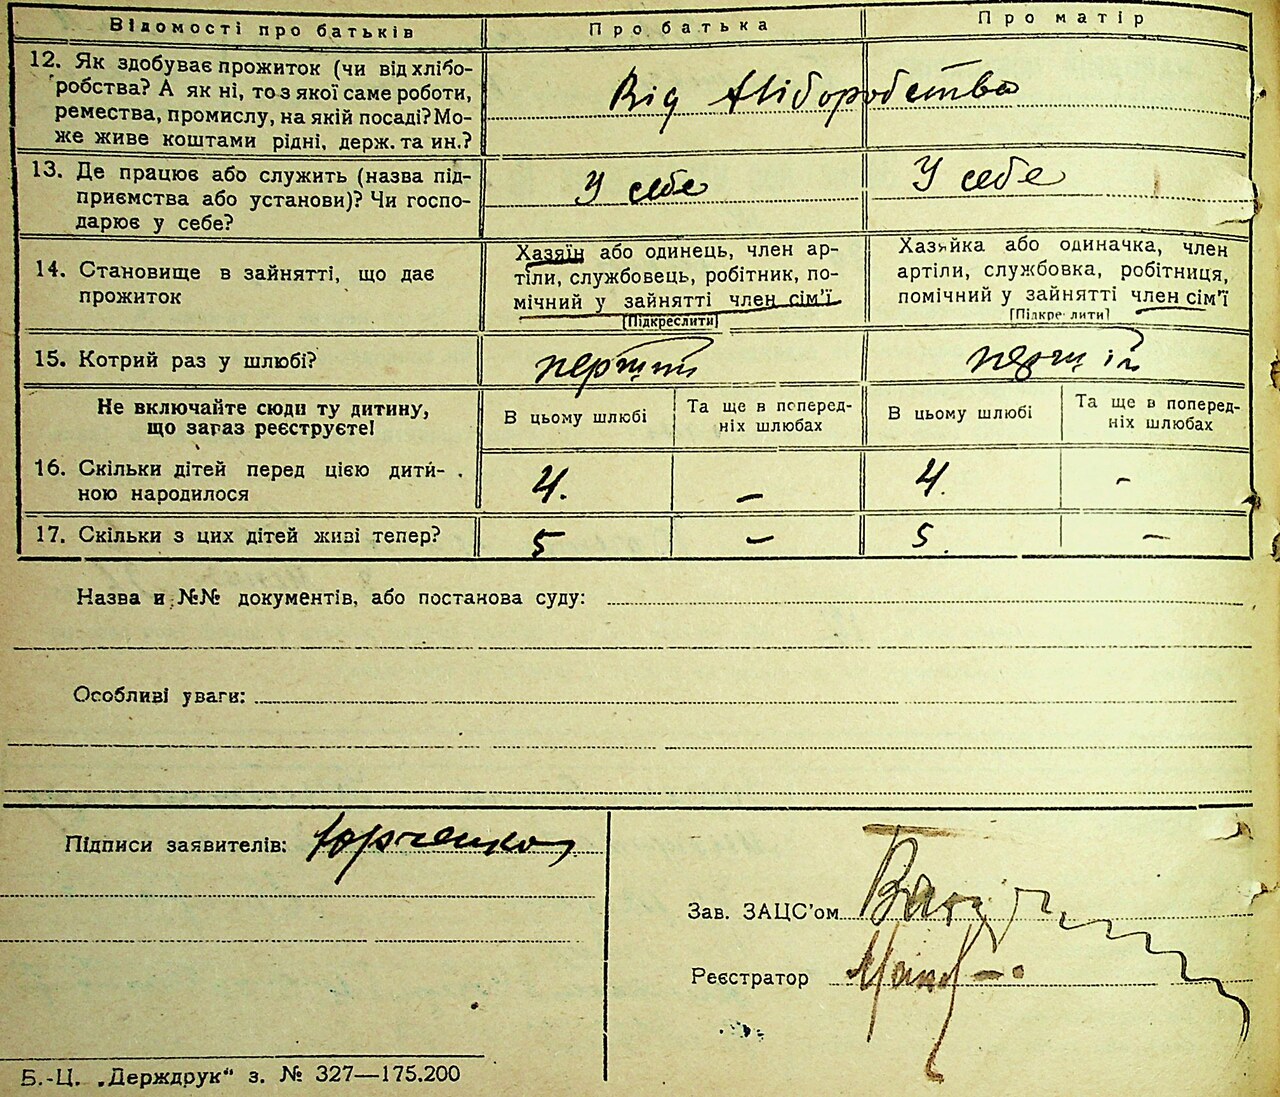 Відомості про батьків Про батька Про матір
12. Як здобуває прожиток (чи від хлібо-
робства? А як ні, то з якої саме роботи,
ремества, промислу, на якій посаді? Мо-
же живе коштами рідні, держ. та ин.?
Від хліборобства
13. Де працює або служить (назва під-
приємства або установи)? Чи госпо-
дарює у себе?
У себе У себе
14. Становище в зайнятті, що дає
прожиток
Хазяїн або одинець, член ар-
тіли, службовець, робітник, по-
мічний у зайнятті член сім'ї
[Підкреслити]
Хазяйка або одиначка, член
артіли, службовка, робітниця,
помічний у зайнятті член сім'ї
[Підкреслити]
15. Котрий раз у шлюбі? перший перший
Не включайте сюди ту дитину,
що загаз реєструєте!
В цьому шлюбі
Та ще в поперед-
ніх шлюбах
В цьому шлюбі
Та ще в поперед-
ніх шлюбах
16. Скільки дітей перед цією дити-
ною народилося
4. – 4. –
17. Скільки з цих дітей живі тепер? 5 – 5. –
Назва и №№ документів, або постанова суду:
Особливі уваги:
Підписи заявителів: Юрченко
Зав. ЗАЦС'ом
Реєстратор
Б.-Ц. „Держдрук" з. № 327—175.200